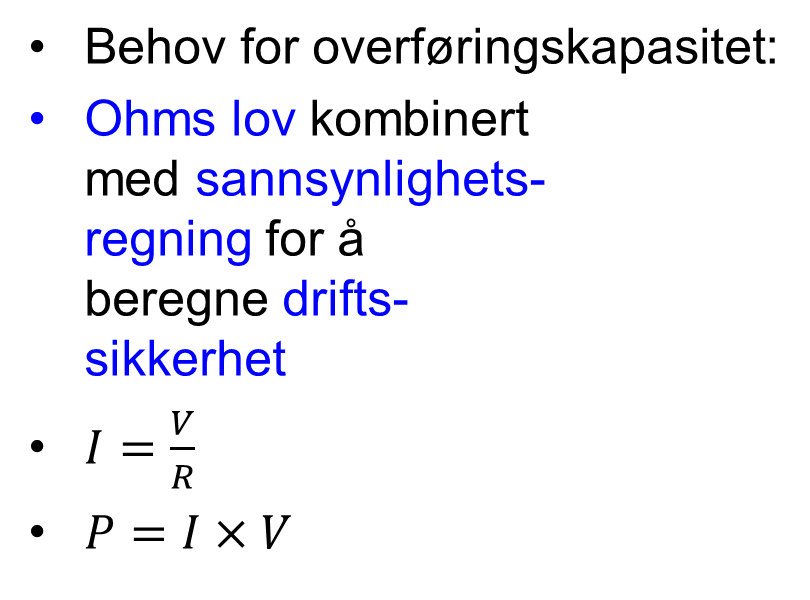 • Behov for overføringskapasitet:
• Ohms lov kombinert
med sannsynlighets-
regning for å
beregne drifts-
sikkerhet
• I = V/R
• P = I × V